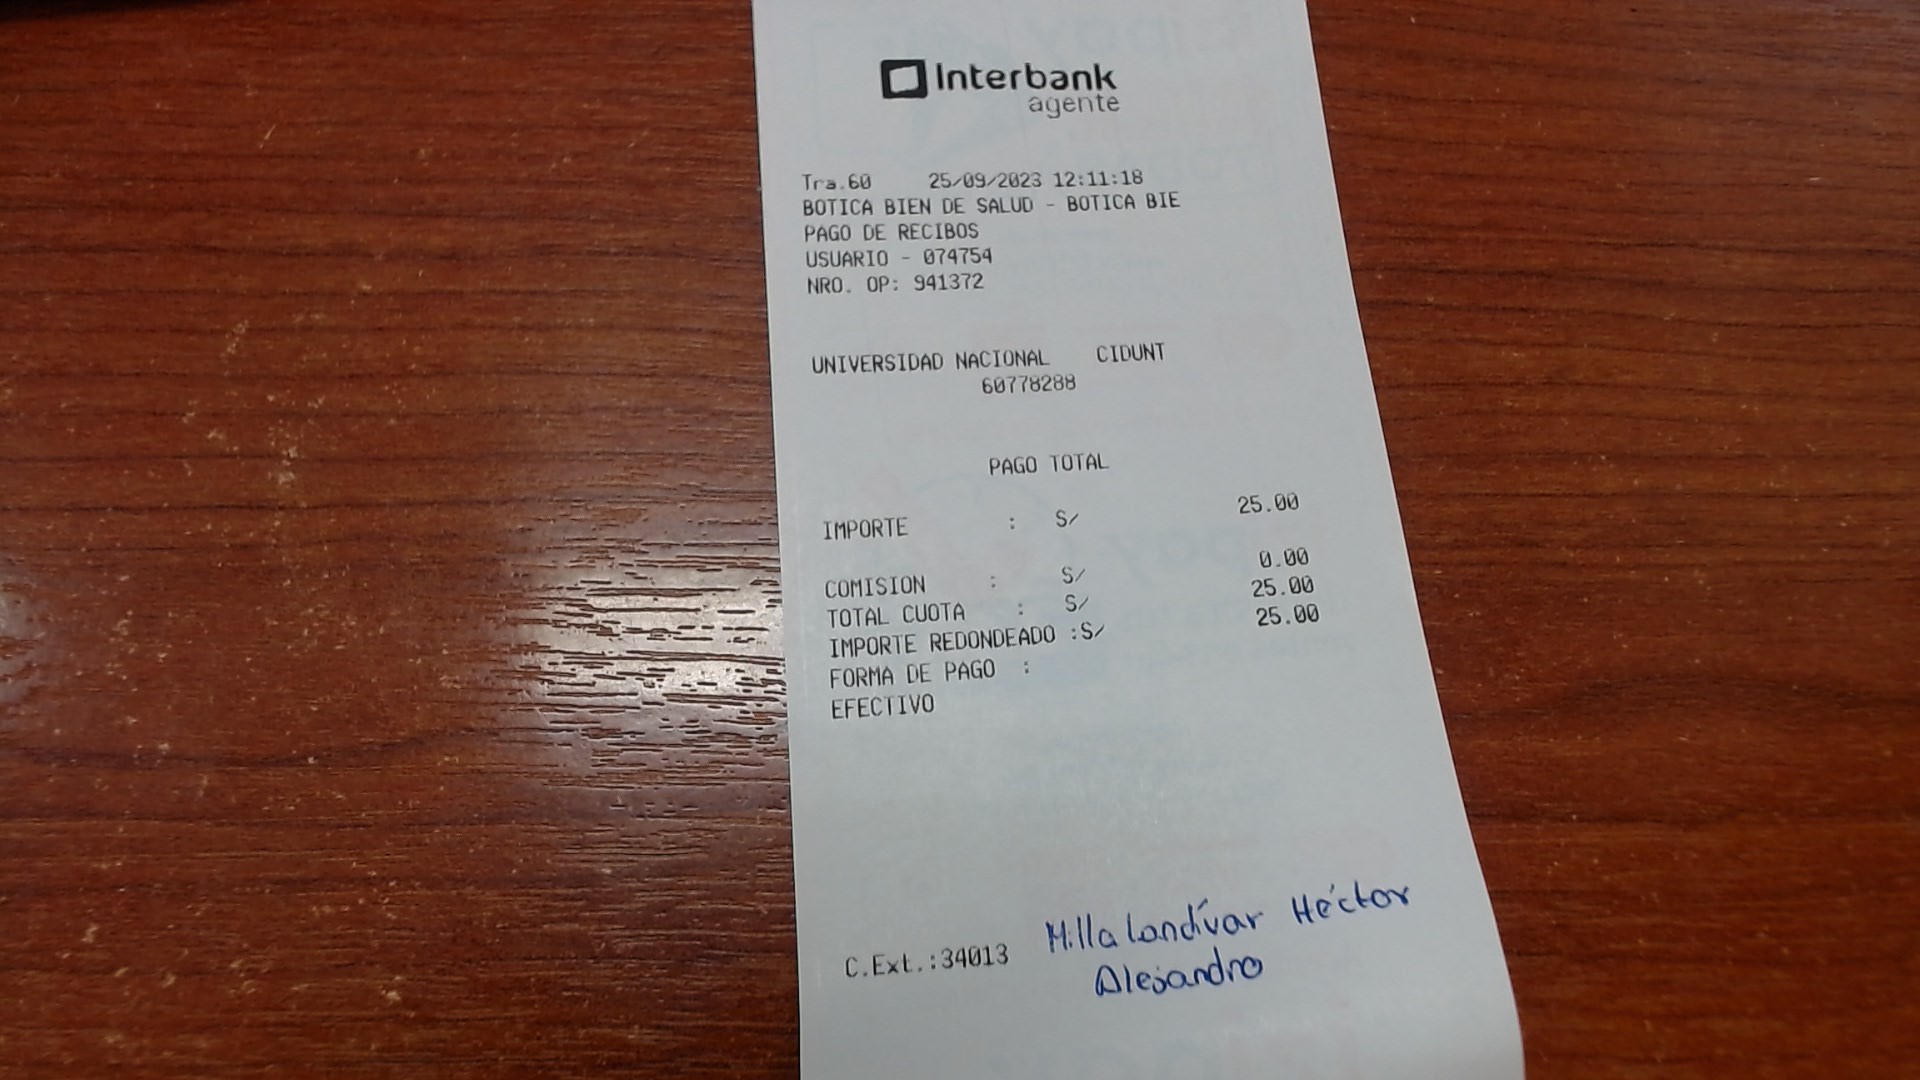 Interbank
agente
Tra.60 25/09/2023 12:11:18
BOTICA BIEN DE SALUD - BOTICA BIE
PAGO DE RECIBOS
USUARIO - 074754
NRO. OP: 941372
UNIVERSIDAD NACIONAL CIDUNT
60778288
PAGO TOTAL
IMPORTE : S/ 25.00
COMISION : S/ 0.00
TOTAL CUOTA : S/ 25.00
IMPORTE REDONDEADO :S/ 25.00
FORMA DE PAGO :
EFECTIVO
C.Ext.:34013 Milla Landívar Héctor
Alejandro